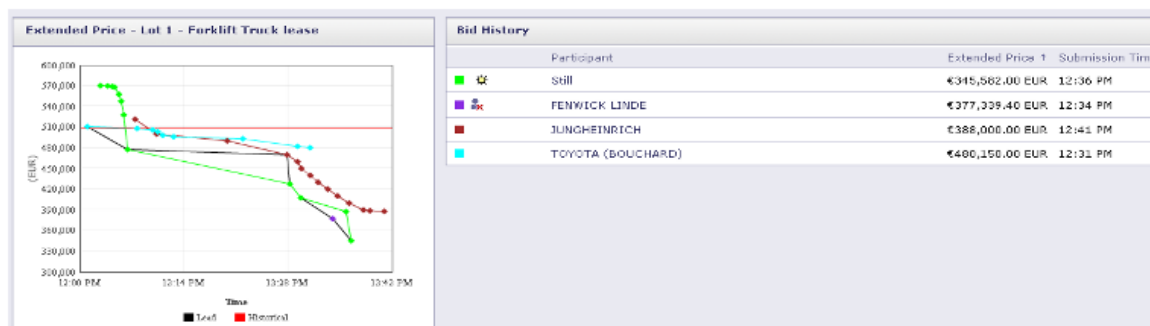 Extended Price - Lot 1 - Forklift Truck lease
600,000
570,000
540,000
510,000
480,000
450,000
420,000
390,000
360,000
330,000
300,000
(EUR)
12:00 PM 12:14 PM 12:28 PM 12:42 PM
Time
Lead Historical
Bid History
Participant Extended Price ↑ Submission Tim
Still €345,582.00 EUR 12:36 PM
FENWICK LINDE €377,339.40 EUR 12:34 PM
JUNGHEINRICH €388,000.00 EUR 12:41 PM
TOYOTA (BOUCHARD) €480,150.00 EUR 12:31 PM